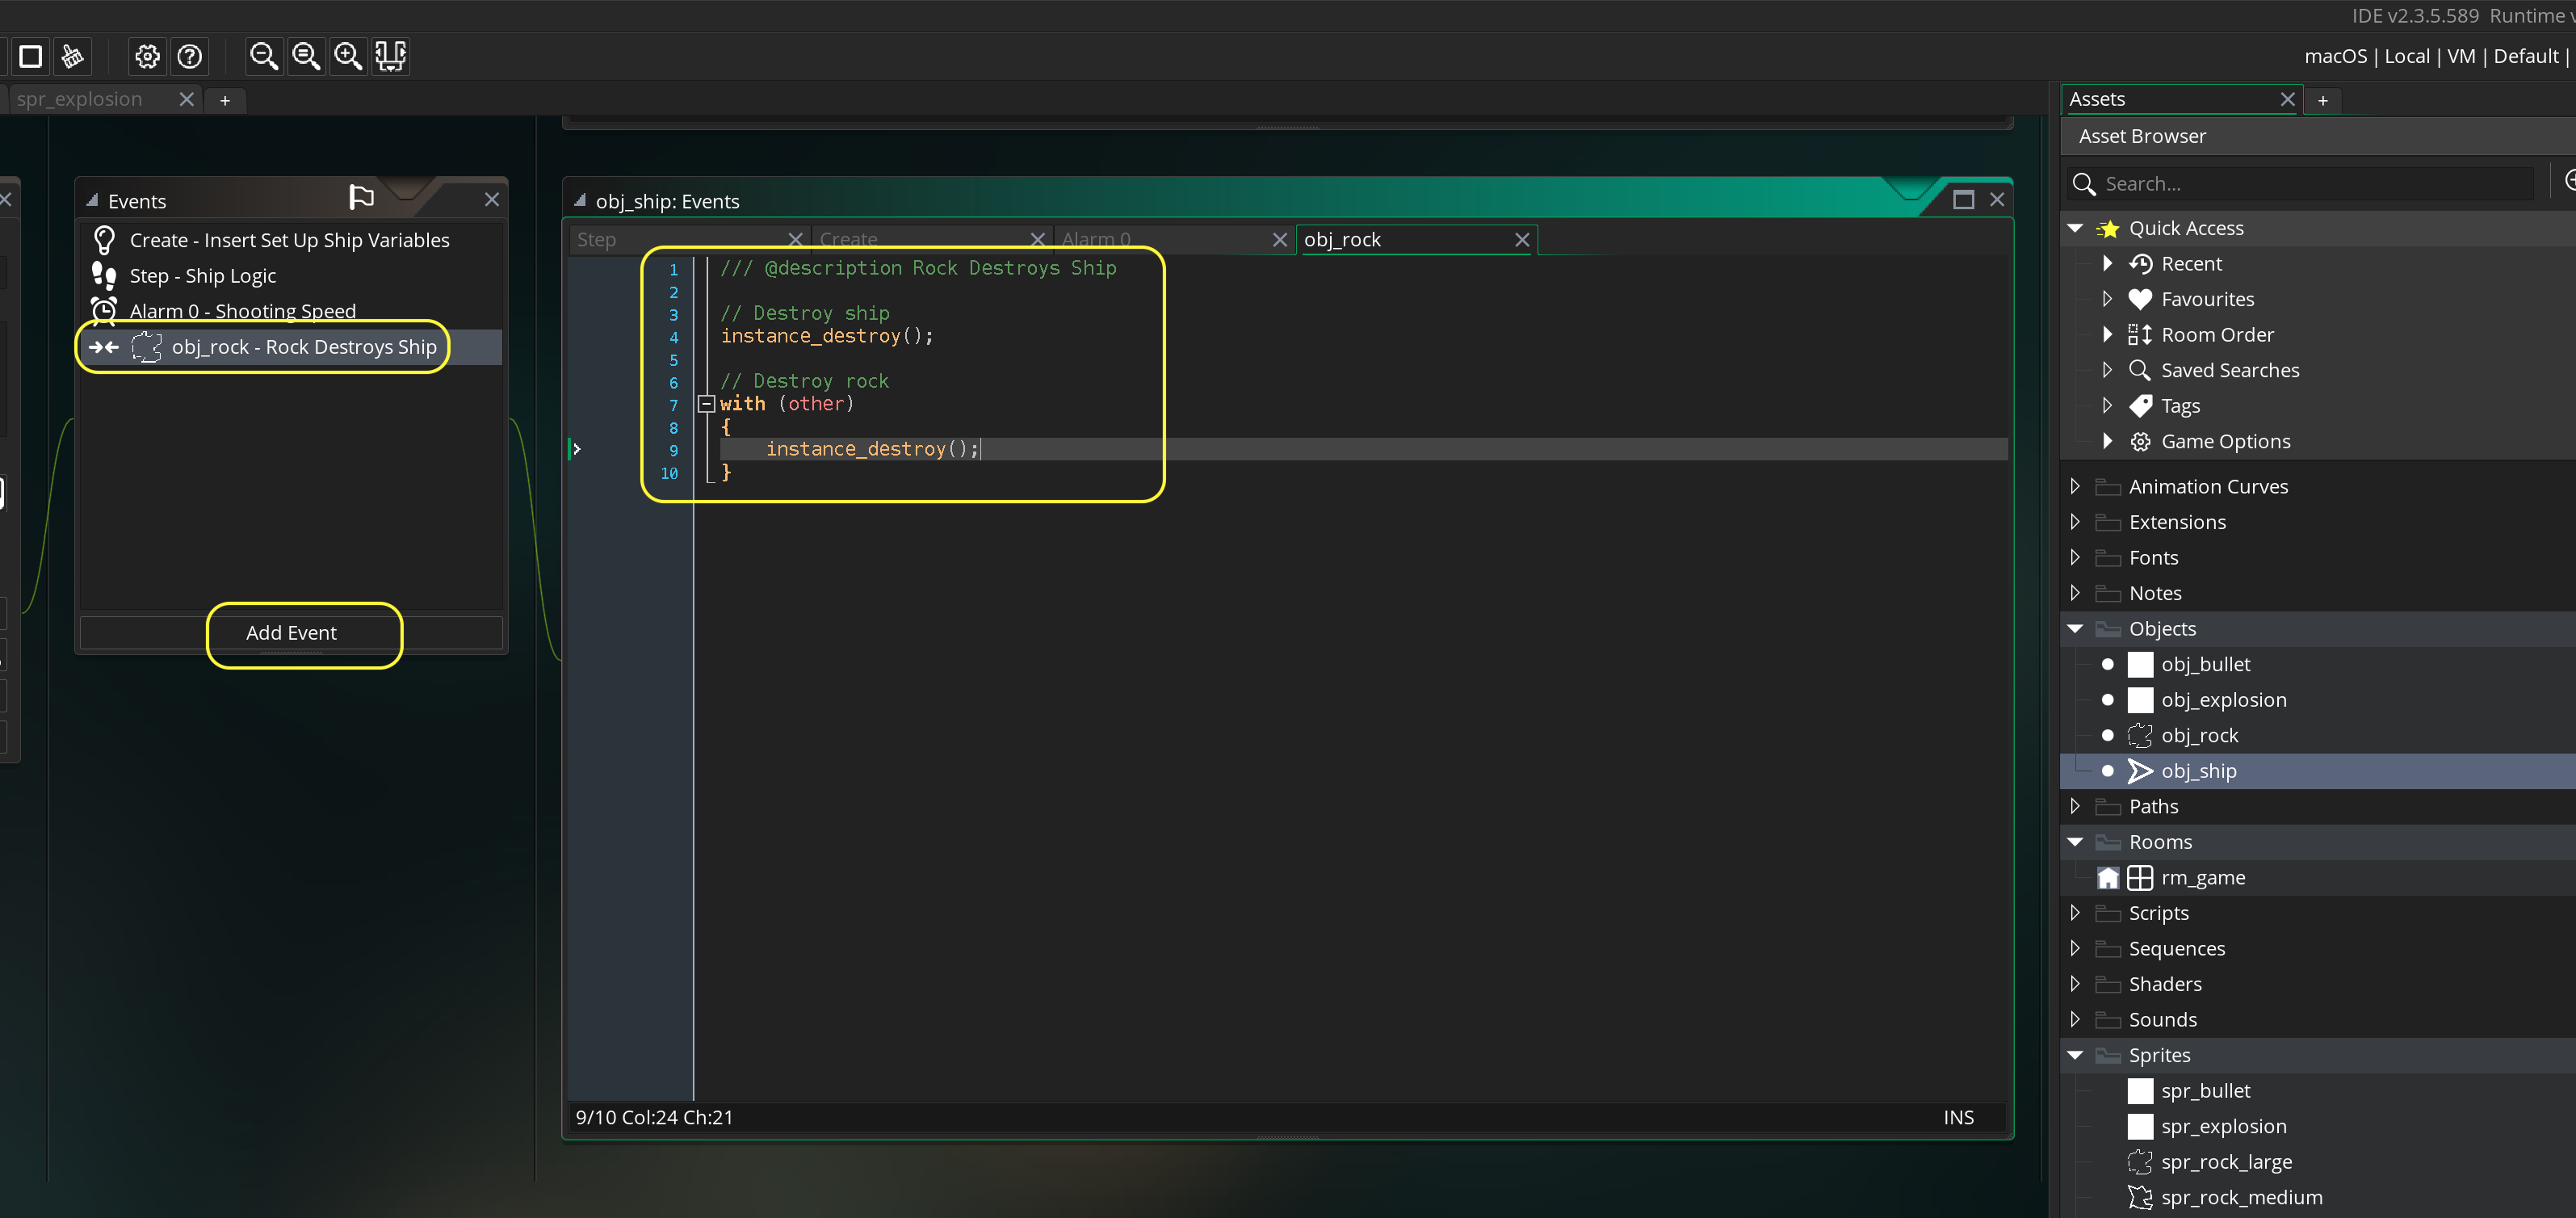 IDE v2.3.5.589 Runtime v
macOS | Local | VM | Default |
spr_explosion
+
Assets
+
Asset Browser
Search...
Events
Create - Insert Set Up Ship Variables
Step - Ship Logic
Alarm 0 - Shooting Speed
obj_rock - Rock Destroys Ship
Add Event
obj_ship: Events
Step
Create
Alarm 0
obj_rock
1 /// @description Rock Destroys Ship
2
3 // Destroy ship
4 instance_destroy();
5
6 // Destroy rock
7 with (other)
8 {
9 instance_destroy();
10 }
9/10 Col:24 Ch:21
INS
Quick Access
Recent
Favourites
Room Order
Saved Searches
Tags
Game Options
Animation Curves
Extensions
Fonts
Notes
Objects
obj_bullet
obj_explosion
obj_rock
obj_ship
Paths
Rooms
rm_game
Scripts
Sequences
Shaders
Sounds
Sprites
spr_bullet
spr_explosion
spr_rock_large
spr_rock_medium